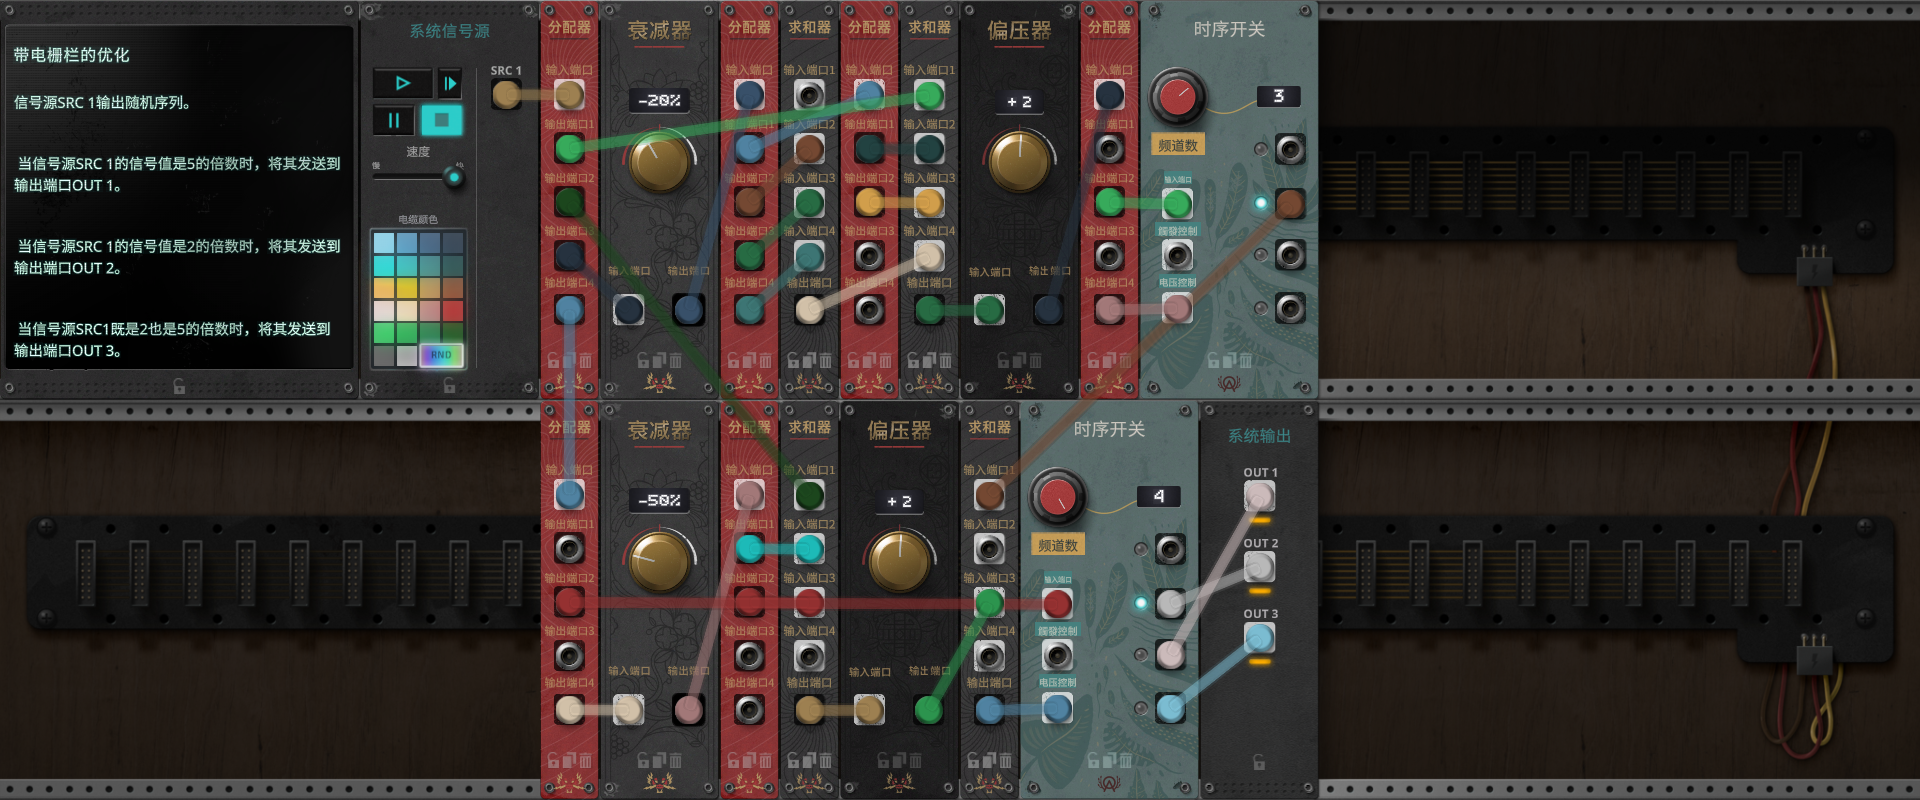 带电栅栏的优化
信号源SRC 1输出随机序列。
当信号源SRC 1的信号值是5的倍数时，将其发送到
输出端口OUT 1。
当信号源SRC 1的信号值是2的倍数时，将其发送到
输出端口OUT 2。
当信号源SRC1既是2也是5的倍数时，将其发送到
输出端口OUT 3。
系统信号源
SRC 1
速度
慢
快
电缆颜色
RND
分配器
输入端口
输出端口1
输出端口2
输出端口3
输出端口4
衰减器
-20%
输入端口
输出端口
分配器
输入端口
输出端口1
输出端口2
输出端口3
输出端口4
求和器
输入端口1
输入端口2
输入端口3
输入端口4
输出端口
分配器
输入端口
输出端口1
输出端口2
输出端口3
输出端口4
求和器
输入端口1
输入端口2
输入端口3
输入端口4
输出端口
偏压器
+2
输入端口
输出端口
分配器
输入端口
输出端口1
输出端口2
输出端口3
输出端口4
时序开关
3
频道数
输入端口
觸發控制
电压控制
分配器
输入端口
输出端口1
输出端口2
输出端口3
输出端口4
衰减器
-50%
输入端口
输出端口
分配器
输入端口
输出端口1
输出端口2
输出端口3
输出端口4
求和器
输入端口1
输入端口2
输入端口3
输入端口4
输出端口
偏压器
+2
输入端口
输出端口
求和器
输入端口1
输入端口2
输入端口3
输入端口4
输出端口
时序开关
4
频道数
输入端口
觸發控制
电压控制
系统输出
OUT 1
OUT 2
OUT 3